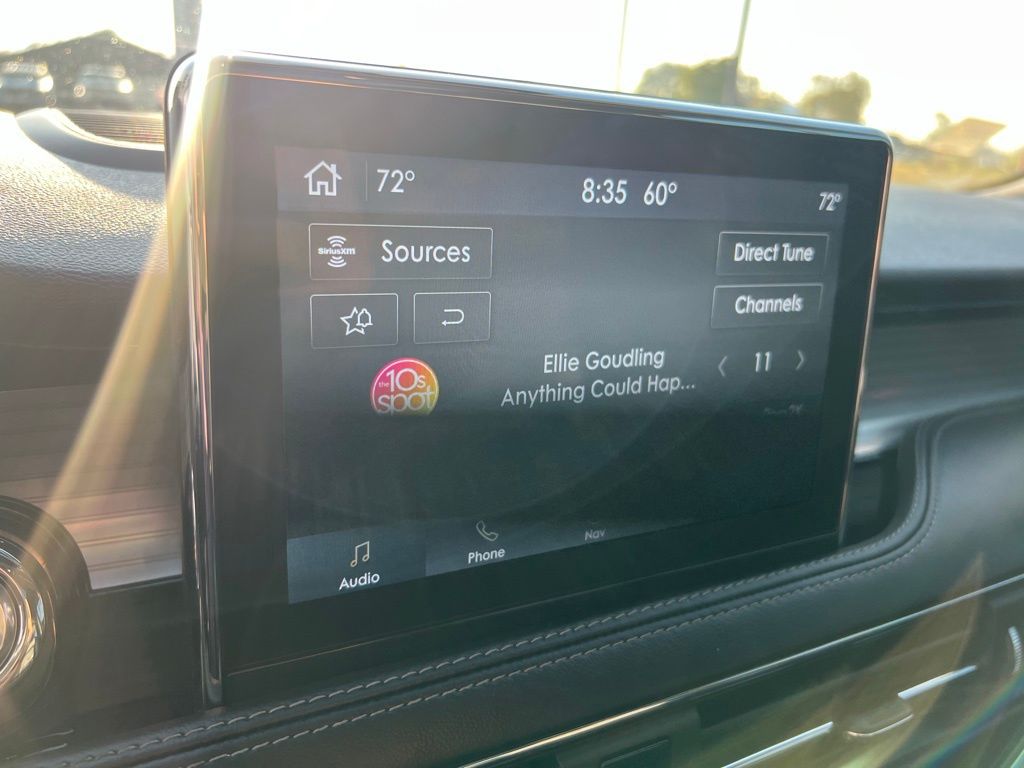 72° 8:35 60° 72°
SiriusXM Sources
Direct Tune
Channels
the 10s spot
Ellie Goudling
Anything Could Hap...
11
Audio
Phone
Nav